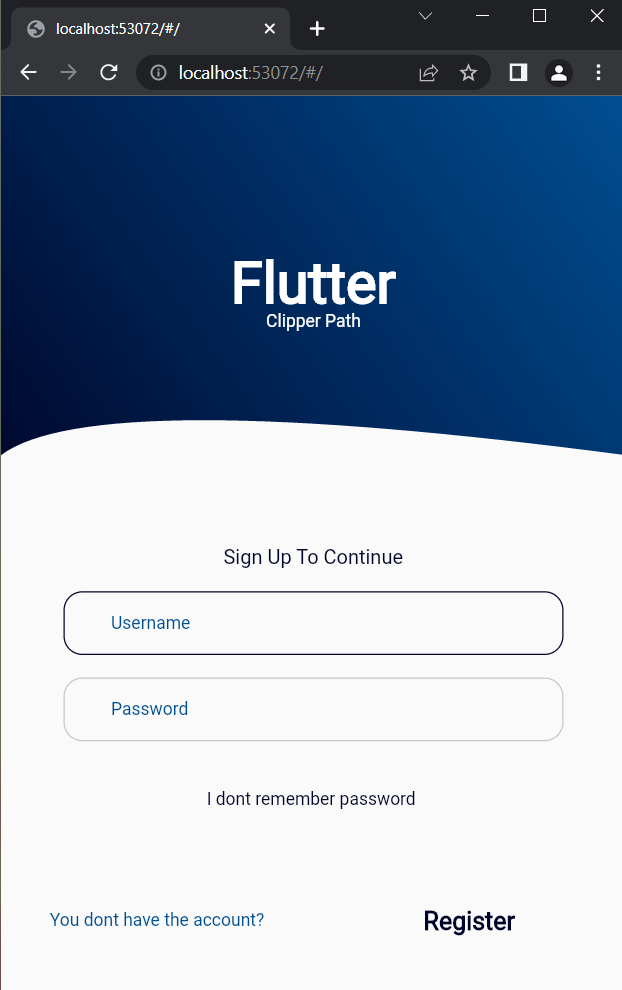 localhost:53072/#/
localhost:53072/#/
Flutter
Clipper Path
Sign Up To Continue
Username
Password
I dont remember password
You dont have the account? Register